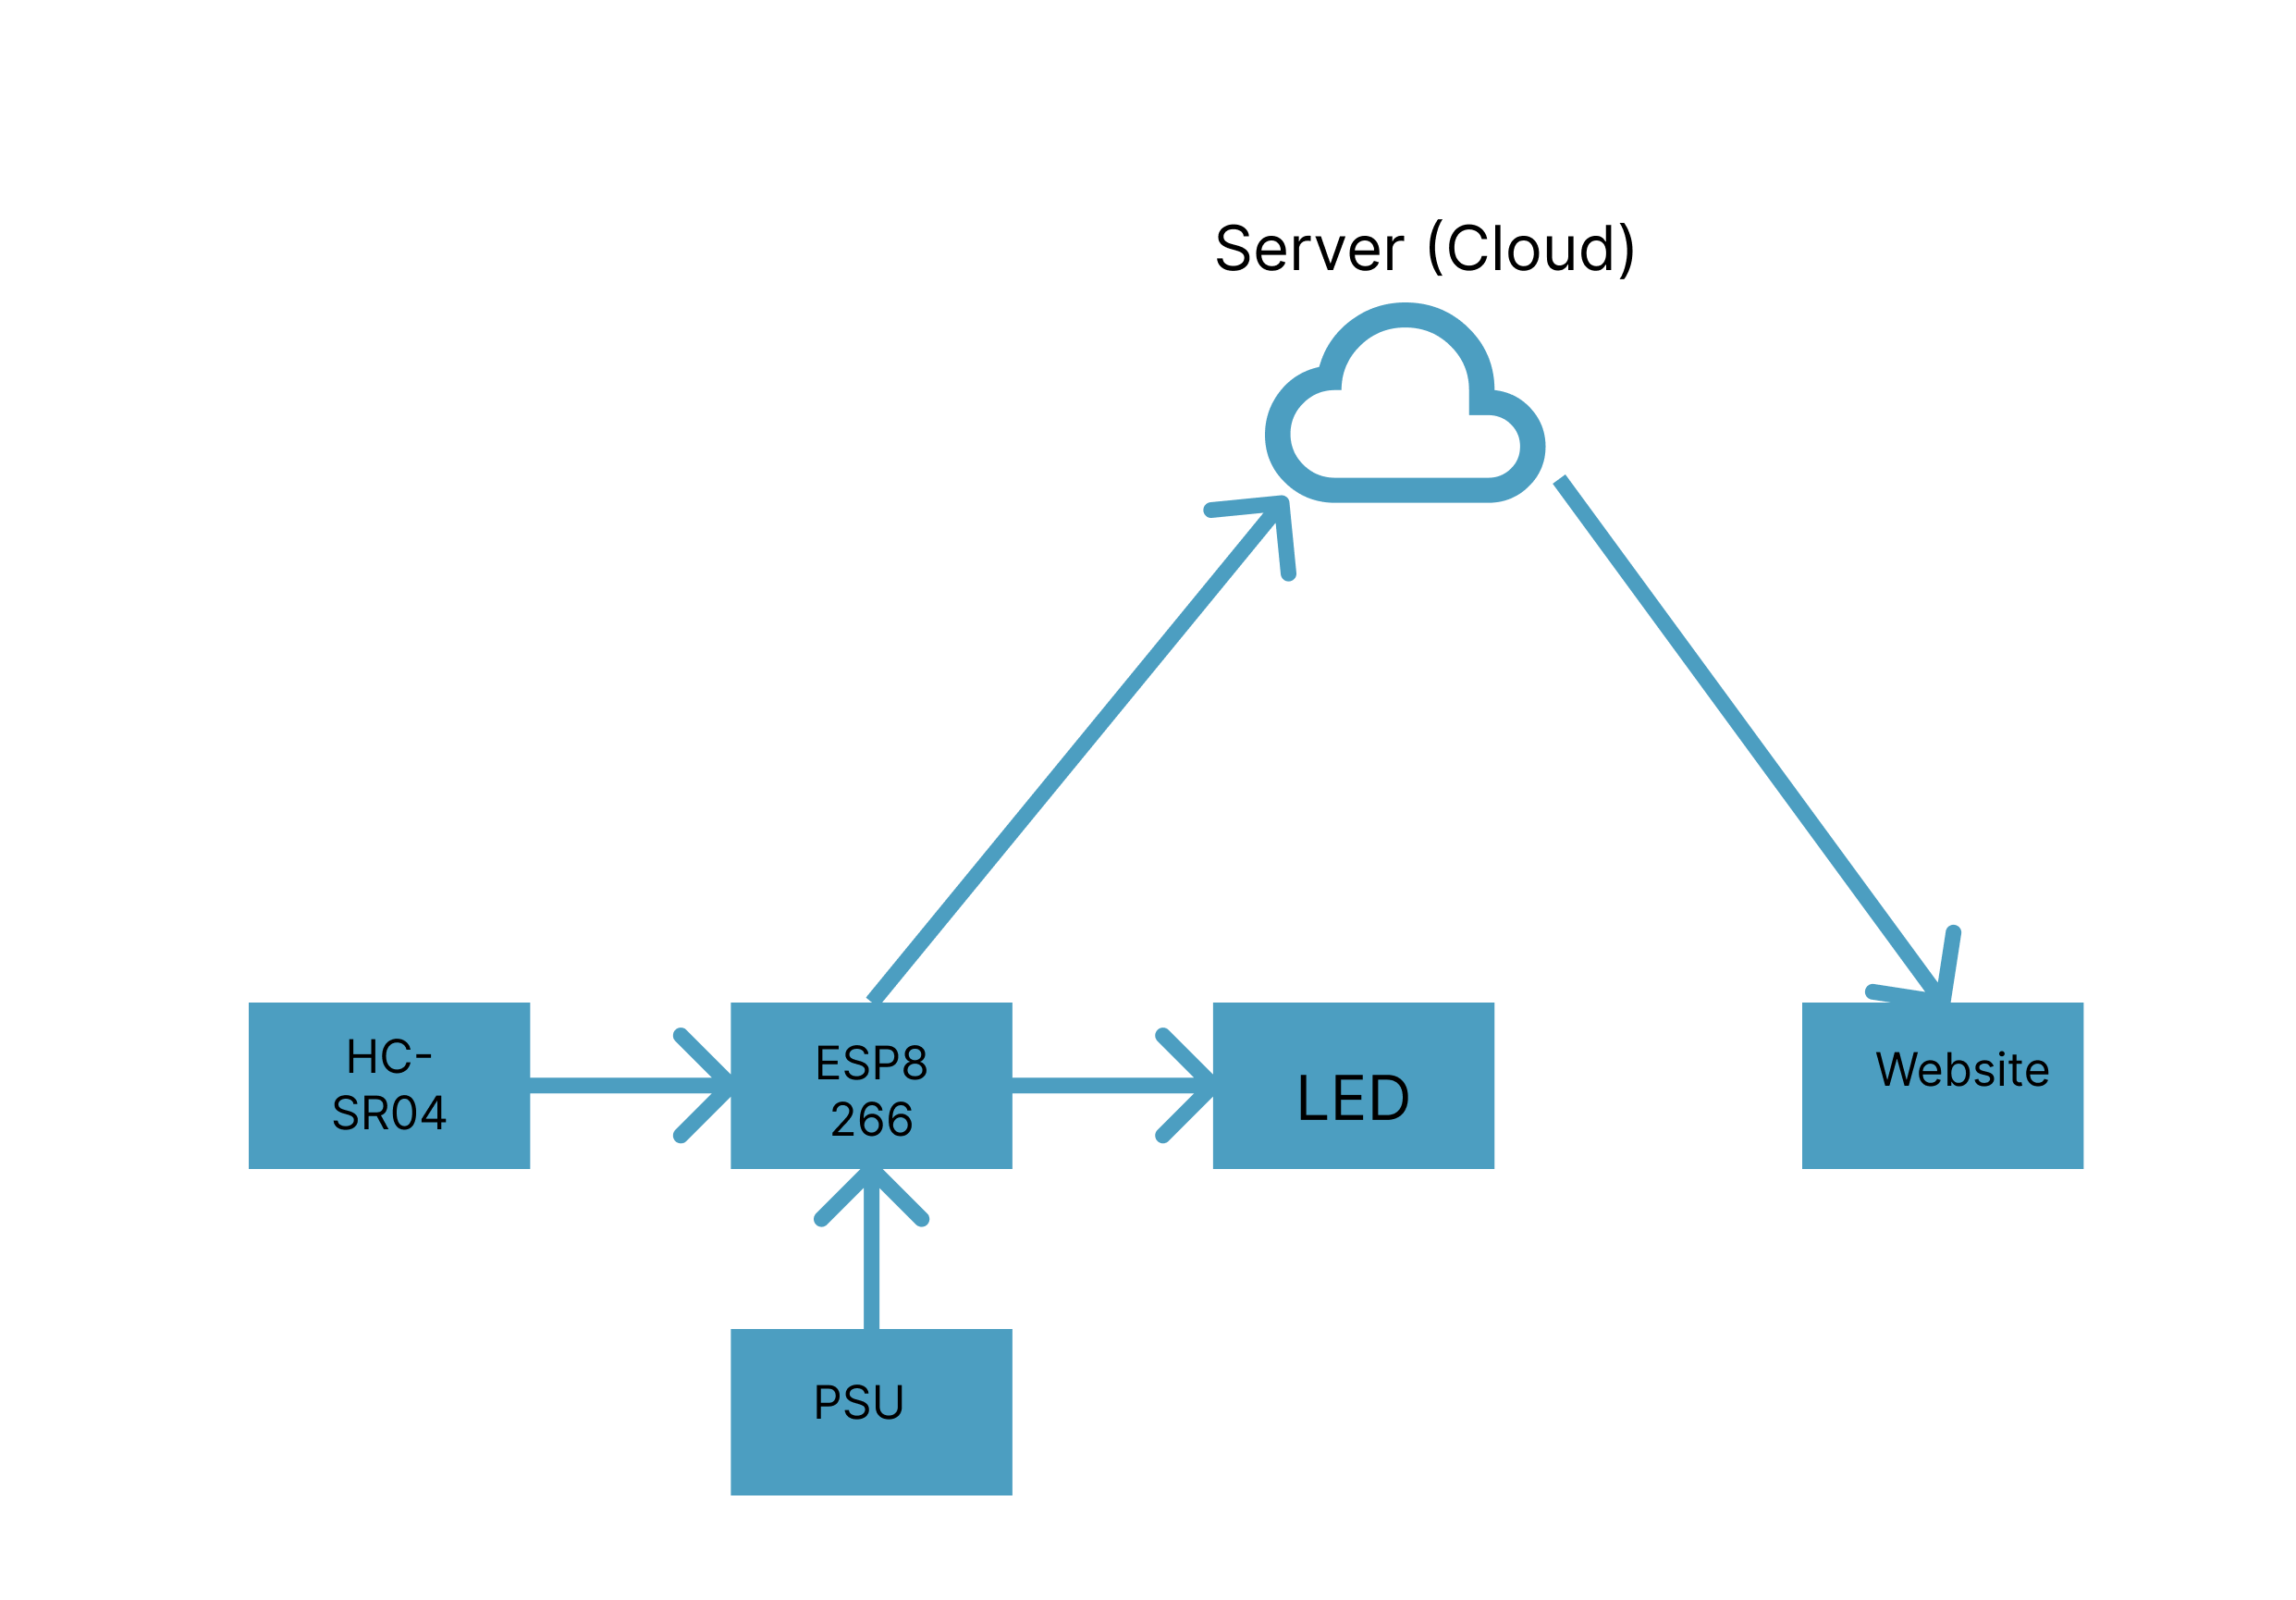 Server (Cloud)
HC-
SR04
ESP8
266
LED
Website
PSU